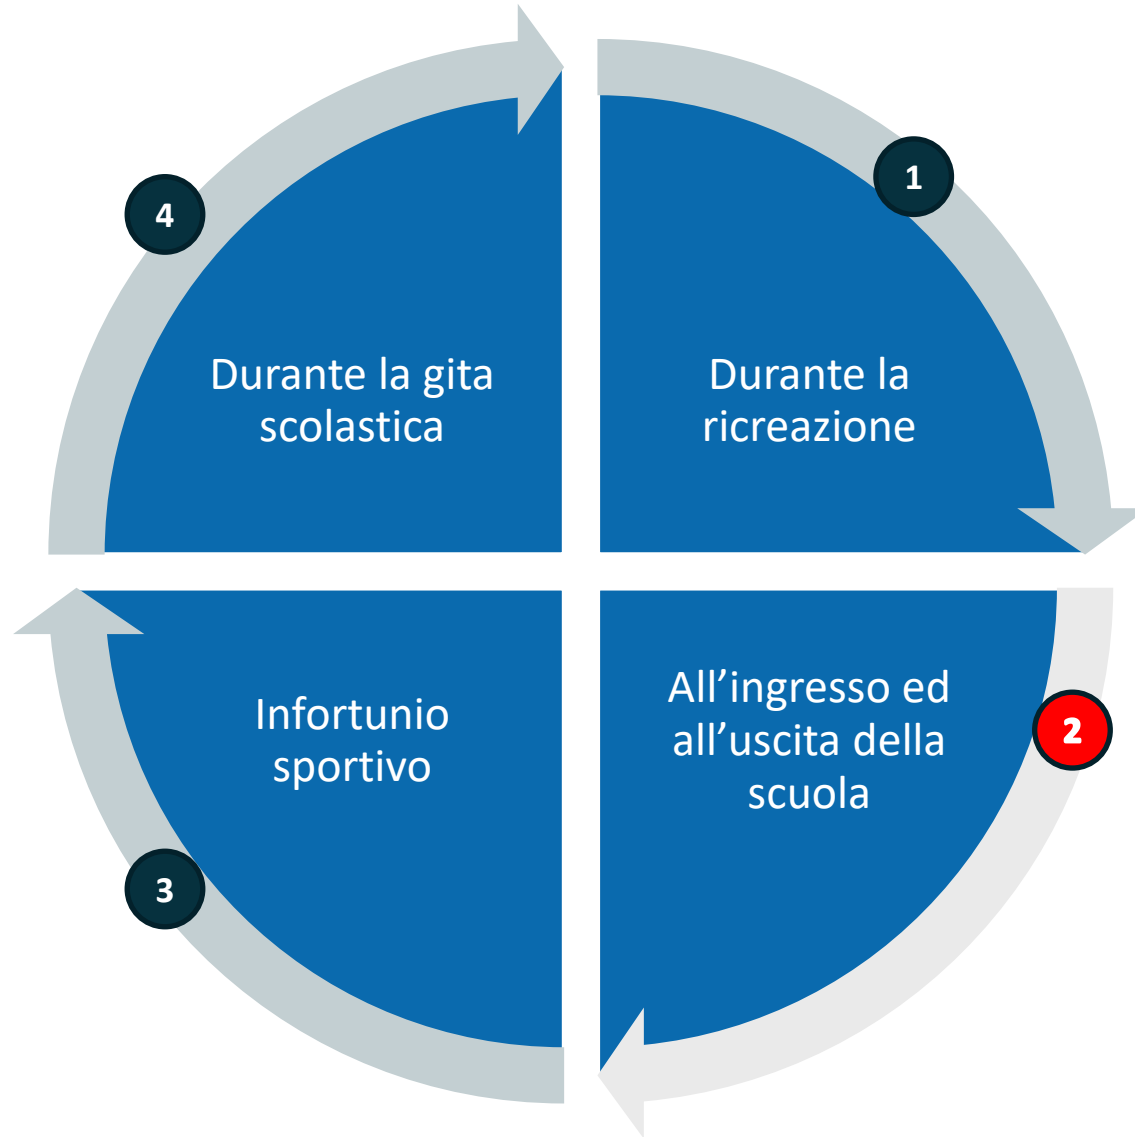 1
Durante la
ricreazione
2
All’ingresso ed
all’uscita della
scuola
3
Infortunio
sportivo
4
Durante la gita
scolastica